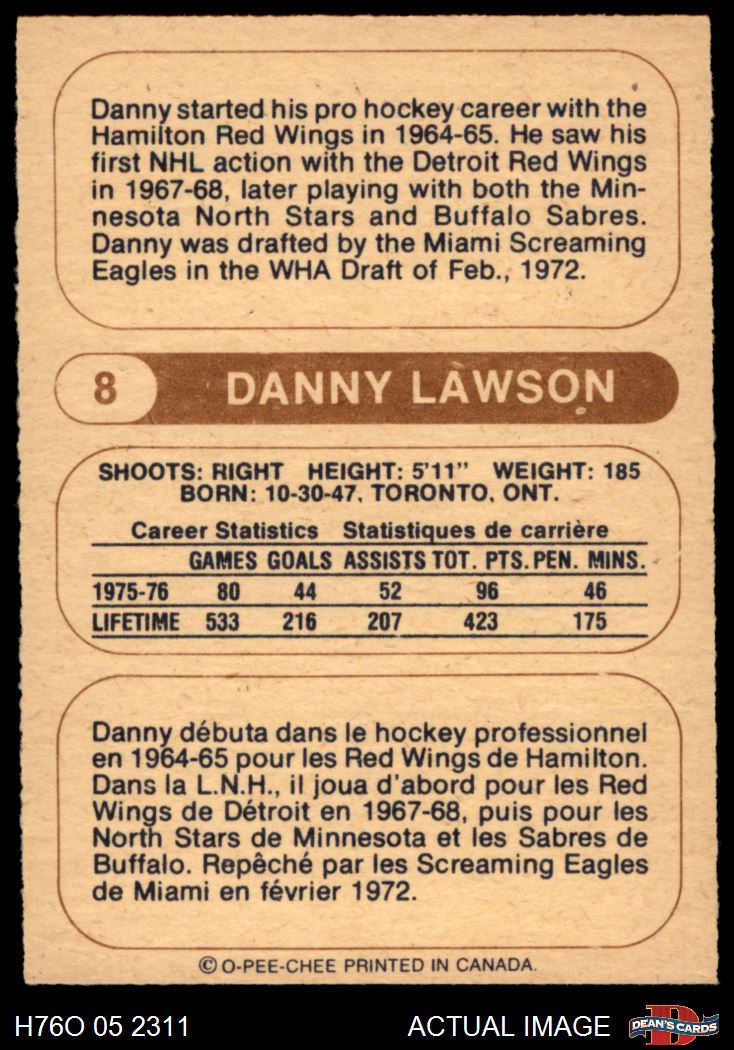 Danny started his pro hockey career with the
Hamilton Red Wings in 1964-65. He saw his
first NHL action with the Detroit Red Wings
in 1967-68, later playing with both the Min-
nesota North Stars and Buffalo Sabres.
Danny was drafted by the Miami Screaming
Eagles in the WHA Draft of Feb., 1972.
8 DANNY LAWSON
SHOOTS: RIGHT HEIGHT: 5'11" WEIGHT: 185
BORN: 10-30-47, TORONTO, ONT.
Career Statistics Statistiques de carrière
GAMES GOALS ASSISTS TOT. PTS. PEN. MINS.
1975-76 80 44 52 96 46
LIFETIME 533 216 207 423 175
Danny débuta dans le hockey professionnel
en 1964-65 pour les Red Wings de Hamilton.
Dans la L.N.H., il joua d'abord pour les Red
Wings de Détroit en 1967-68, puis pour les
North Stars de Minnesota et les Sabres de
Buffalo. Repêché par les Screaming Eagles
de Miami en février 1972.
© O-PEE-CHEE PRINTED IN CANADA.
H76O 05 2311 ACTUAL IMAGE D DEAN'S CARDS